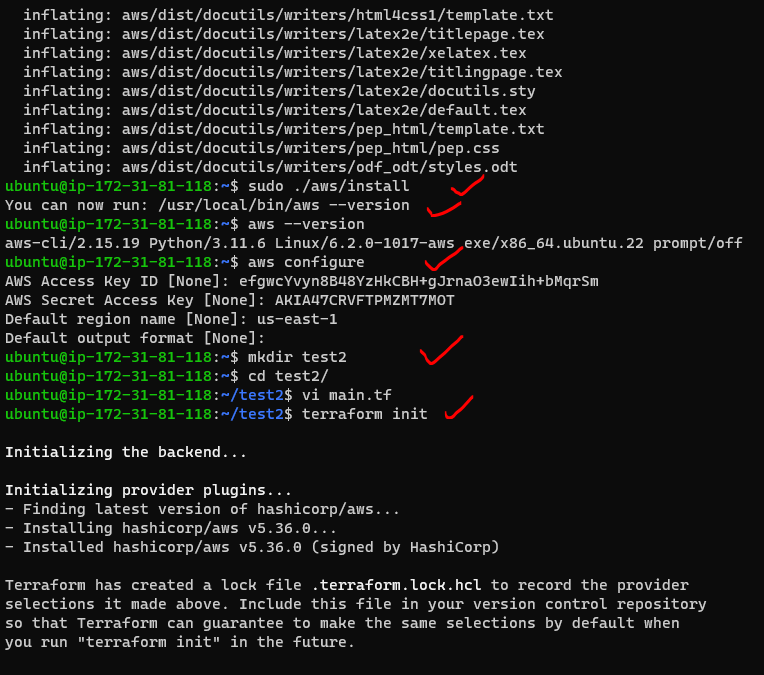 inflating: aws/dist/docutils/writers/html4css1/template.txt
inflating: aws/dist/docutils/writers/latex2e/titlepage.tex
inflating: aws/dist/docutils/writers/latex2e/xelatex.tex
inflating: aws/dist/docutils/writers/latex2e/titlingpage.tex
inflating: aws/dist/docutils/writers/latex2e/docutils.sty
inflating: aws/dist/docutils/writers/latex2e/default.tex
inflating: aws/dist/docutils/writers/pep_html/template.txt
inflating: aws/dist/docutils/writers/pep_html/pep.css
inflating: aws/dist/docutils/writers/odf_odt/styles.odt
ubuntu@ip-172-31-81-118:~$ sudo ./aws/install
You can now run: /usr/local/bin/aws --version
ubuntu@ip-172-31-81-118:~$ aws --version
aws-cli/2.15.19 Python/3.11.6 Linux/6.2.0-1017-aws exe/x86_64.ubuntu.22 prompt/off
ubuntu@ip-172-31-81-118:~$ aws configure
AWS Access Key ID [None]: efgwcYvyn8B48YzHkCBH+gJrnaO3ewIih+bMqrSm
AWS Secret Access Key [None]: AKIA47CRVFTPMZMT7MOT
Default region name [None]: us-east-1
Default output format [None]:
ubuntu@ip-172-31-81-118:~$ mkdir test2
ubuntu@ip-172-31-81-118:~$ cd test2/
ubuntu@ip-172-31-81-118:~/test2$ vi main.tf
ubuntu@ip-172-31-81-118:~/test2$ terraform init
Initializing the backend...
Initializing provider plugins...
- Finding latest version of hashicorp/aws...
- Installing hashicorp/aws v5.36.0...
- Installed hashicorp/aws v5.36.0 (signed by HashiCorp)
Terraform has created a lock file .terraform.lock.hcl to record the provider
selections it made above. Include this file in your version control repository
so that Terraform can guarantee to make the same selections by default when
you run "terraform init" in the future.